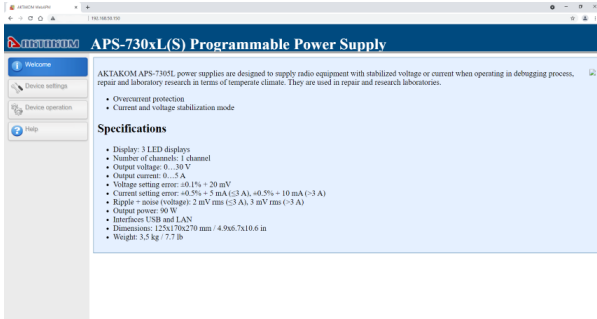 AKTAKOM AboutPW
192.168.88.150
AKTAKOM
APS-730xL(S) Programmable Power Supply
Welcome
Device settings
Device operation
Help
AKTAKOM APS-7305L power supplies are designed to supply radio equipment with stabilized voltage or current when operating in debugging process,
repair and laboratory research in terms of temperate climate. They are used in repair and research laboratories.
• Overcurrent protection
• Current and voltage stabilization mode
Specifications
• Display: 3 LED displays
• Number of channels: 1 channel
• Output voltage: 0…30 V
• Output current: 0…5 A
• Voltage setting error: ±0.1% + 20 mV
• Current setting error: ±0.5% + 5 mA (≤3 A), ±0.5% + 10 mA (>3 A)
• Ripple + noise (voltage): 2 mV rms (≤3 A), 3 mV rms (>3 A)
• Output power: 90 W
• Interfaces USB and LAN
• Dimensions: 125x170x270 mm / 4.9x6.7x10.6 in
• Weight: 3,5 kg / 7.7 lb